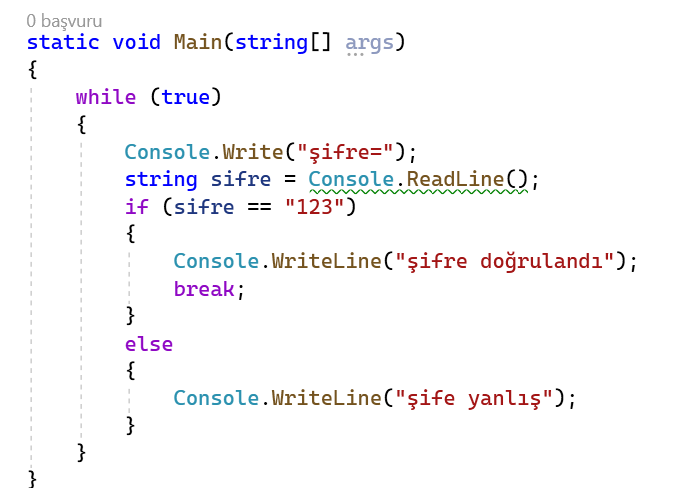 0 başvuru
static void Main(string[] args)
{
    while (true)
    {
        Console.Write("şifre=");
        string sifre = Console.ReadLine();
        if (sifre == "123")
        {
            Console.WriteLine("şifre doğrulandı");
            break;
        }
        else
        {
            Console.WriteLine("şife yanlış");
        }
    }
}